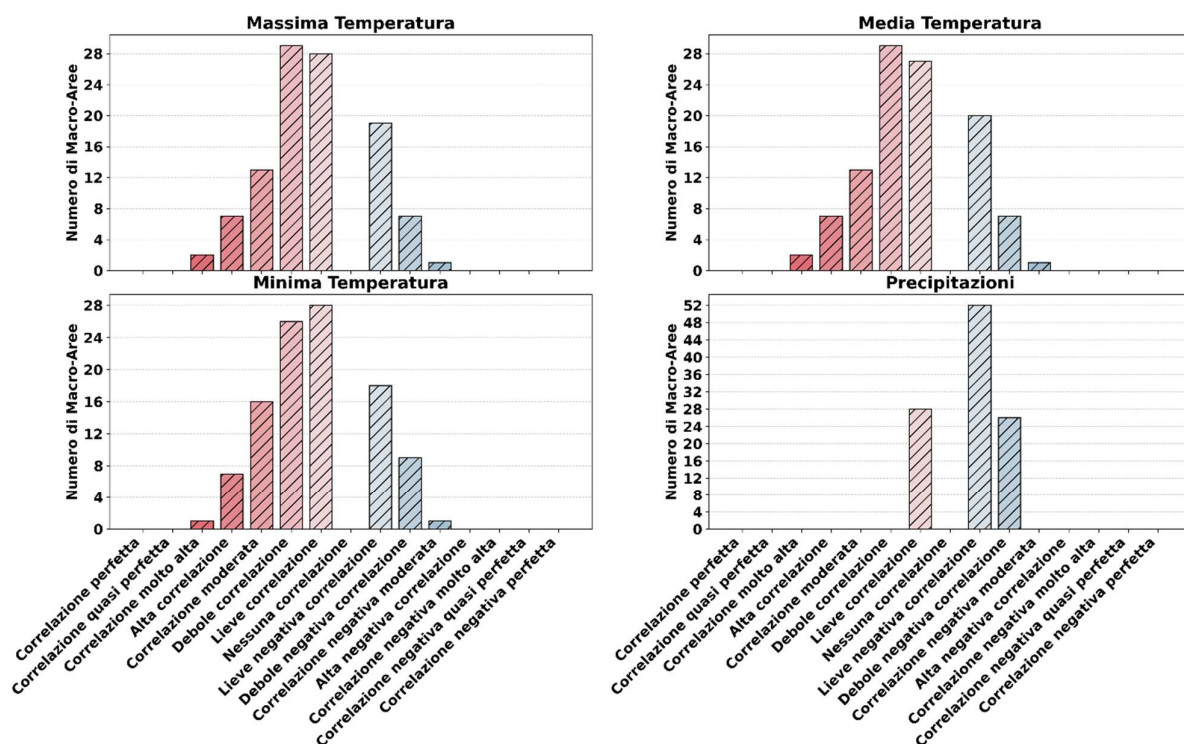 Massima Temperatura
Numero di Macro-Aree
28
24
20
16
12
8
4
0
Media Temperatura
Numero di Macro-Aree
28
24
20
16
12
8
4
0
Minima Temperatura
Numero di Macro-Aree
28
24
20
16
12
8
4
0
Correlazione perfetta
Correlazione quasi perfetta
Correlazione molto alta
Alta correlazione
Correlazione moderata
Debole correlazione
Lieve correlazione
Nessuna correlazione
Lieve negativa correlazione
Debole negativa correlazione
Correlazione negativa moderata
Alta negativa correlazione
Correlazione negativa molto alta
Correlazione negativa quasi perfetta
Correlazione negativa perfetta
Precipitazioni
Numero di Macro-Aree
52
48
44
40
36
32
28
24
20
16
12
8
4
0
Correlazione perfetta
Correlazione quasi perfetta
Correlazione molto alta
Alta correlazione
Correlazione moderata
Debole correlazione
Lieve correlazione
Nessuna correlazione
Lieve negativa correlazione
Debole negativa correlazione
Correlazione negativa moderata
Alta negativa correlazione
Correlazione negativa molto alta
Correlazione negativa quasi perfetta
Correlazione negativa perfetta